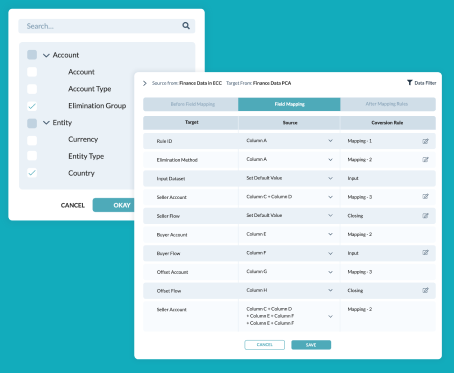 Search...
Account
Account
Account Type
Elimination Group
Entity
Currency
Entity Type
Country
CANCEL OKAY
Source from: Finance Data in ECC Target From: Finance Data PCA Data Filter
Before Field Mapping Field Mapping After Mapping Rules
Target Source Coversion Rule
Rule ID Column A Mapping - 1
Elimination Method Column A Mapping - 2
Input Dataset Set Default Value Input
Seller Account Column C + Column D Mapping - 3
Seller Flow Set Default Value Closing
Buyer Account Column E Mapping - 2
Buyer Flow Column F Input
Offset Account Column G Mapping - 3
Offset Flow Column H Closing
Seller Account Column C + Column D Mapping - 2
+ Column E + Column F
+ Column E + Column F
CANCEL SAVE